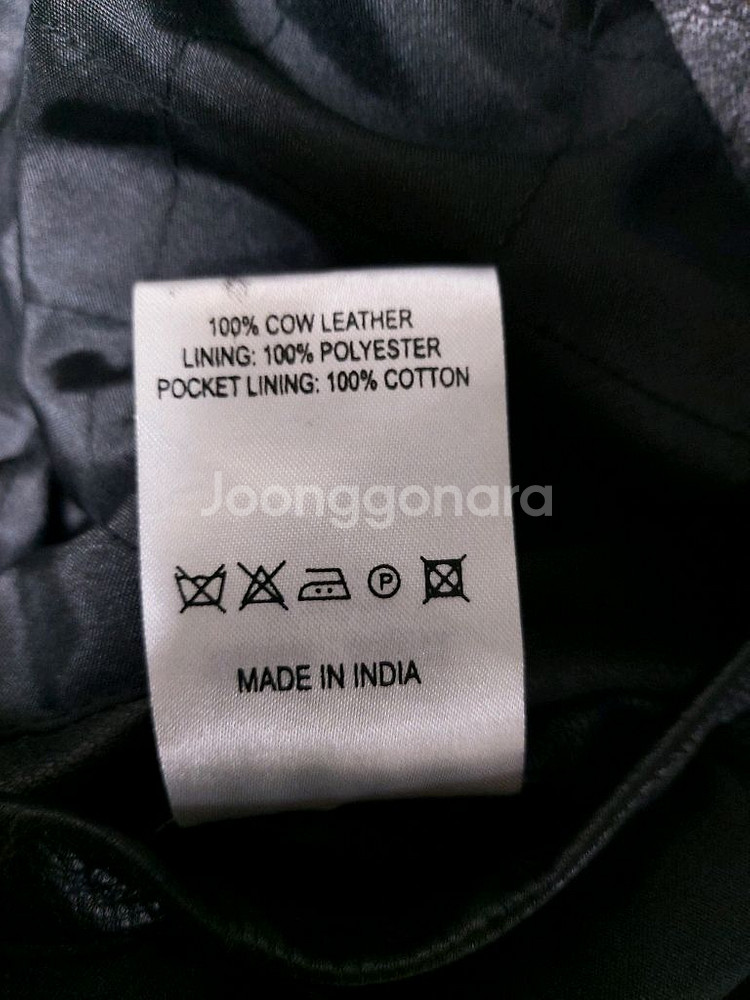 100% COW LEATHER
LINING: 100% POLYESTER
POCKET LINING: 100% COTTON
Joonggonara
P
MADE IN INDIA